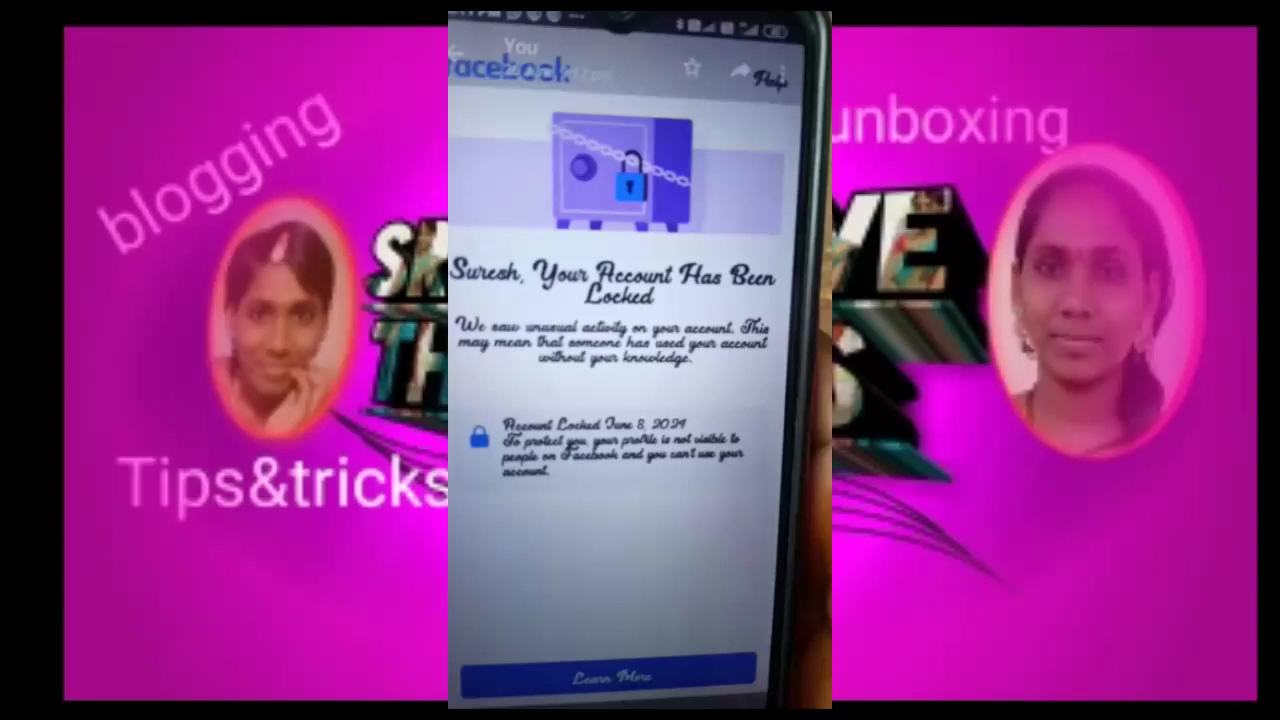 blogging
unboxing
Tips&tricks
You
facebook
Help
Suresh, Your Account Has Been
Locked
We saw unusual activity on your account. This
may mean that someone has used your account
without your knowledge.
Account Locked June 8, 2021
To protect you, your profile is not visible to
people on Facebook and you can't use your
account.
Learn More